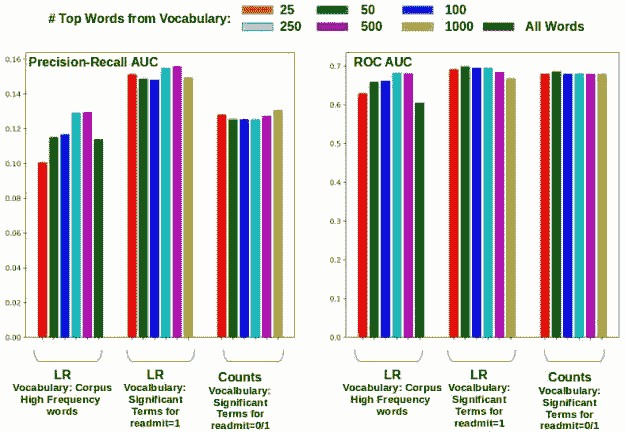 # Top Words from Vocabulary:
25 50 100
250 500 1000 All Words
Precision-Recall AUC
0.16
0.14
0.12
0.10
0.08
0.06
0.04
0.02
0.00
LR
Vocabulary: Corpus
High Frequency
words
LR
Vocabulary:
Significant
Terms for
readmit=1
Counts
Vocalbulary:
Significant
Terms for
readmit=0/1
ROC AUC
0.7
0.6
0.5
0.4
0.3
0.2
0.1
0.0
LR
Vocabulary: Corpus
High Frequency
words
LR
Vocalbulary:
Significant
Terms for
readmit=1
Counts
Vocalbulary:
Significant
Terms for
readmit=0/1